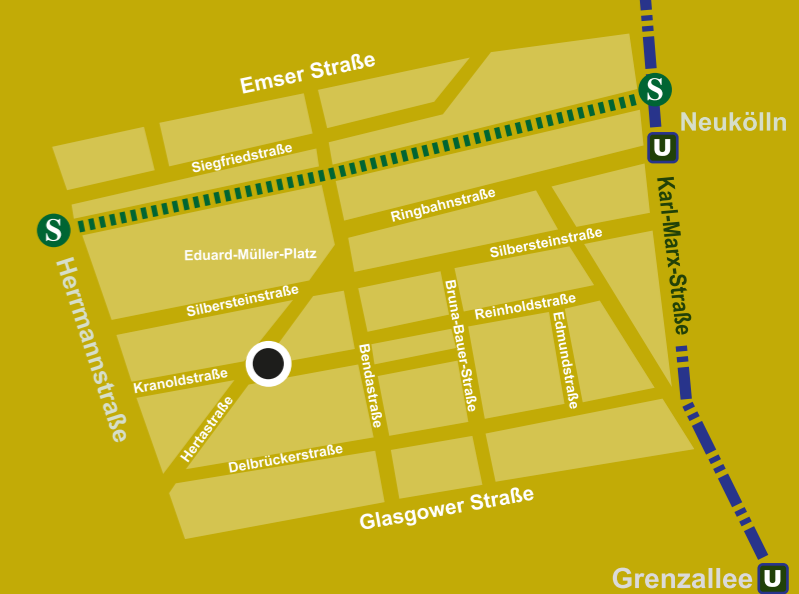 Emser Straße
S
Neukölln
U
Siegfriedstraße
Ringbahnstraße
Karl-Marx-Straße
S
Eduard-Müller-Platz
Silbersteinstraße
Herrmannstraße
Silbersteinstraße
Bruna-Bauer-Straße
Reinholdstraße
Edmundstraße
Bendastraße
Kranoldstraße
Hertastraße
Delbrückerstraße
Glasgower Straße
Grenzallee
U